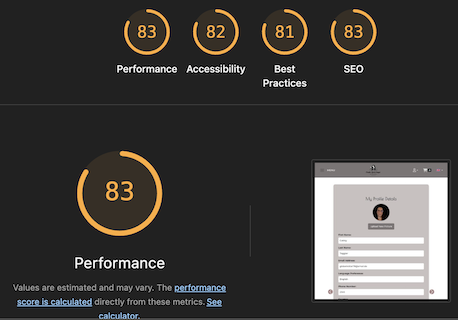 83
82
81
83
Performance
Accessibility
Best
Practices
SEO
83
Performance
Values are estimated and may vary. The performance
score is calculated directly from these metrics. See
calculator.
My Profile Details